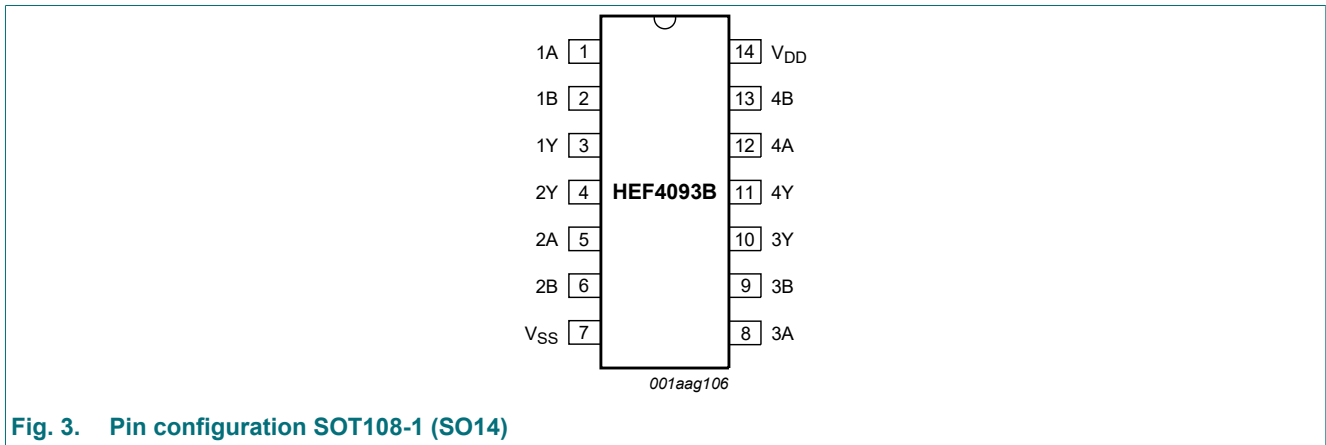 1A 1 14 VDD
1B 2 13 4B
1Y 3 12 4A
2Y 4 HEF4093B 11 4Y
2A 5 10 3Y
2B 6 9 3B
VSS 7 8 3A
001aag106
Fig. 3. Pin configuration SOT108-1 (SO14)